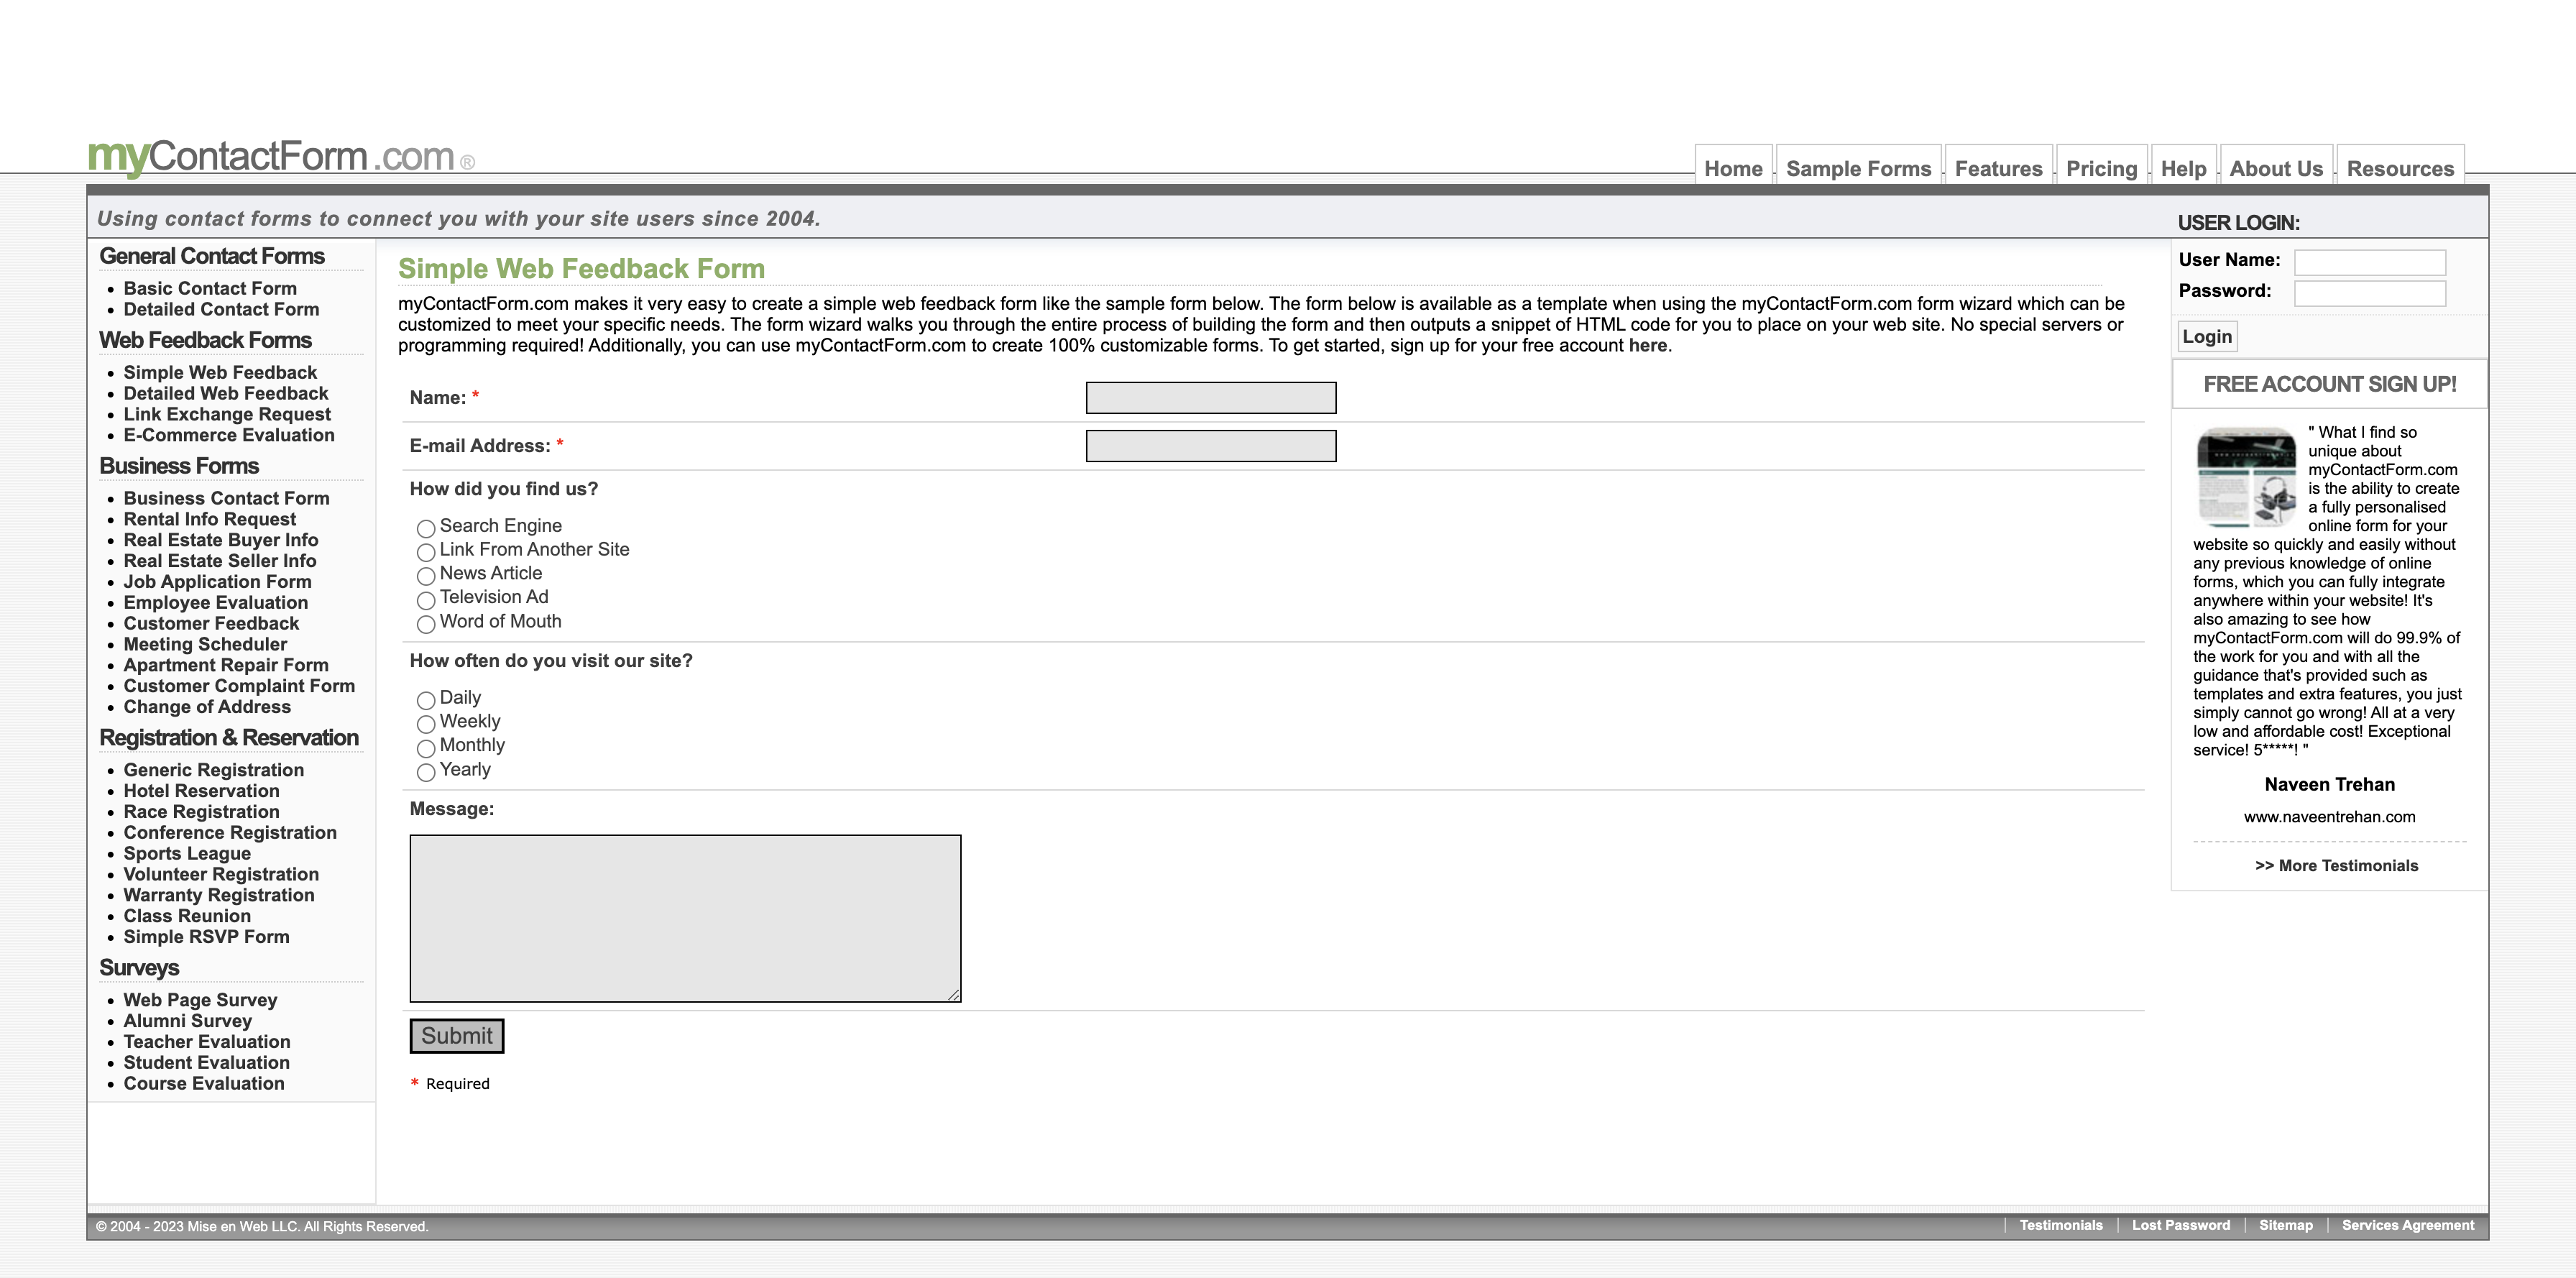 myContactForm.com®
Home
Sample Forms
Features
Pricing
Help
About Us
Resources
Using contact forms to connect you with your site users since 2004.
USER LOGIN:
General Contact Forms
Basic Contact Form
Detailed Contact Form
Web Feedback Forms
Simple Web Feedback
Detailed Web Feedback
Link Exchange Request
E-Commerce Evaluation
Business Forms
Business Contact Form
Rental Info Request
Real Estate Buyer Info
Real Estate Seller Info
Job Application Form
Employee Evaluation
Customer Feedback
Meeting Scheduler
Apartment Repair Form
Customer Complaint Form
Change of Address
Registration & Reservation
Generic Registration
Hotel Reservation
Race Registration
Conference Registration
Sports League
Volunteer Registration
Warranty Registration
Class Reunion
Simple RSVP Form
Surveys
Web Page Survey
Alumni Survey
Teacher Evaluation
Student Evaluation
Course Evaluation
Simple Web Feedback Form
myContactForm.com makes it very easy to create a simple web feedback form like the sample form below. The form below is available as a template when using the myContactForm.com form wizard which can be
customized to meet your specific needs. The form wizard walks you through the entire process of building the form and then outputs a snippet of HTML code for you to place on your web site. No special servers or
programming required! Additionally, you can use myContactForm.com to create 100% customizable forms. To get started, sign up for your free account here.
Name: *
E-mail Address: *
How did you find us?
Search Engine
Link From Another Site
News Article
Television Ad
Word of Mouth
How often do you visit our site?
Daily
Weekly
Monthly
Yearly
Message:
Submit
* Required
User Name:
Password:
Login
FREE ACCOUNT SIGN UP!
" What I find so
unique about
myContactForm.com
is the ability to create
a fully personalised
online form for your
website so quickly and easily without
any previous knowledge of online
forms, which you can fully integrate
anywhere within your website! It's
also amazing to see how
myContactForm.com will do 99.9% of
the work for you and with all the
guidance that's provided such as
templates and extra features, you just
simply cannot go wrong! All at a very
low and affordable cost! Exceptional
service! 5*****! "
Naveen Trehan
www.naveentrehan.com
>> More Testimonials
© 2004 - 2023 Mise en Web LLC. All Rights Reserved.
| Testimonials | Lost Password | Sitemap | Services Agreement